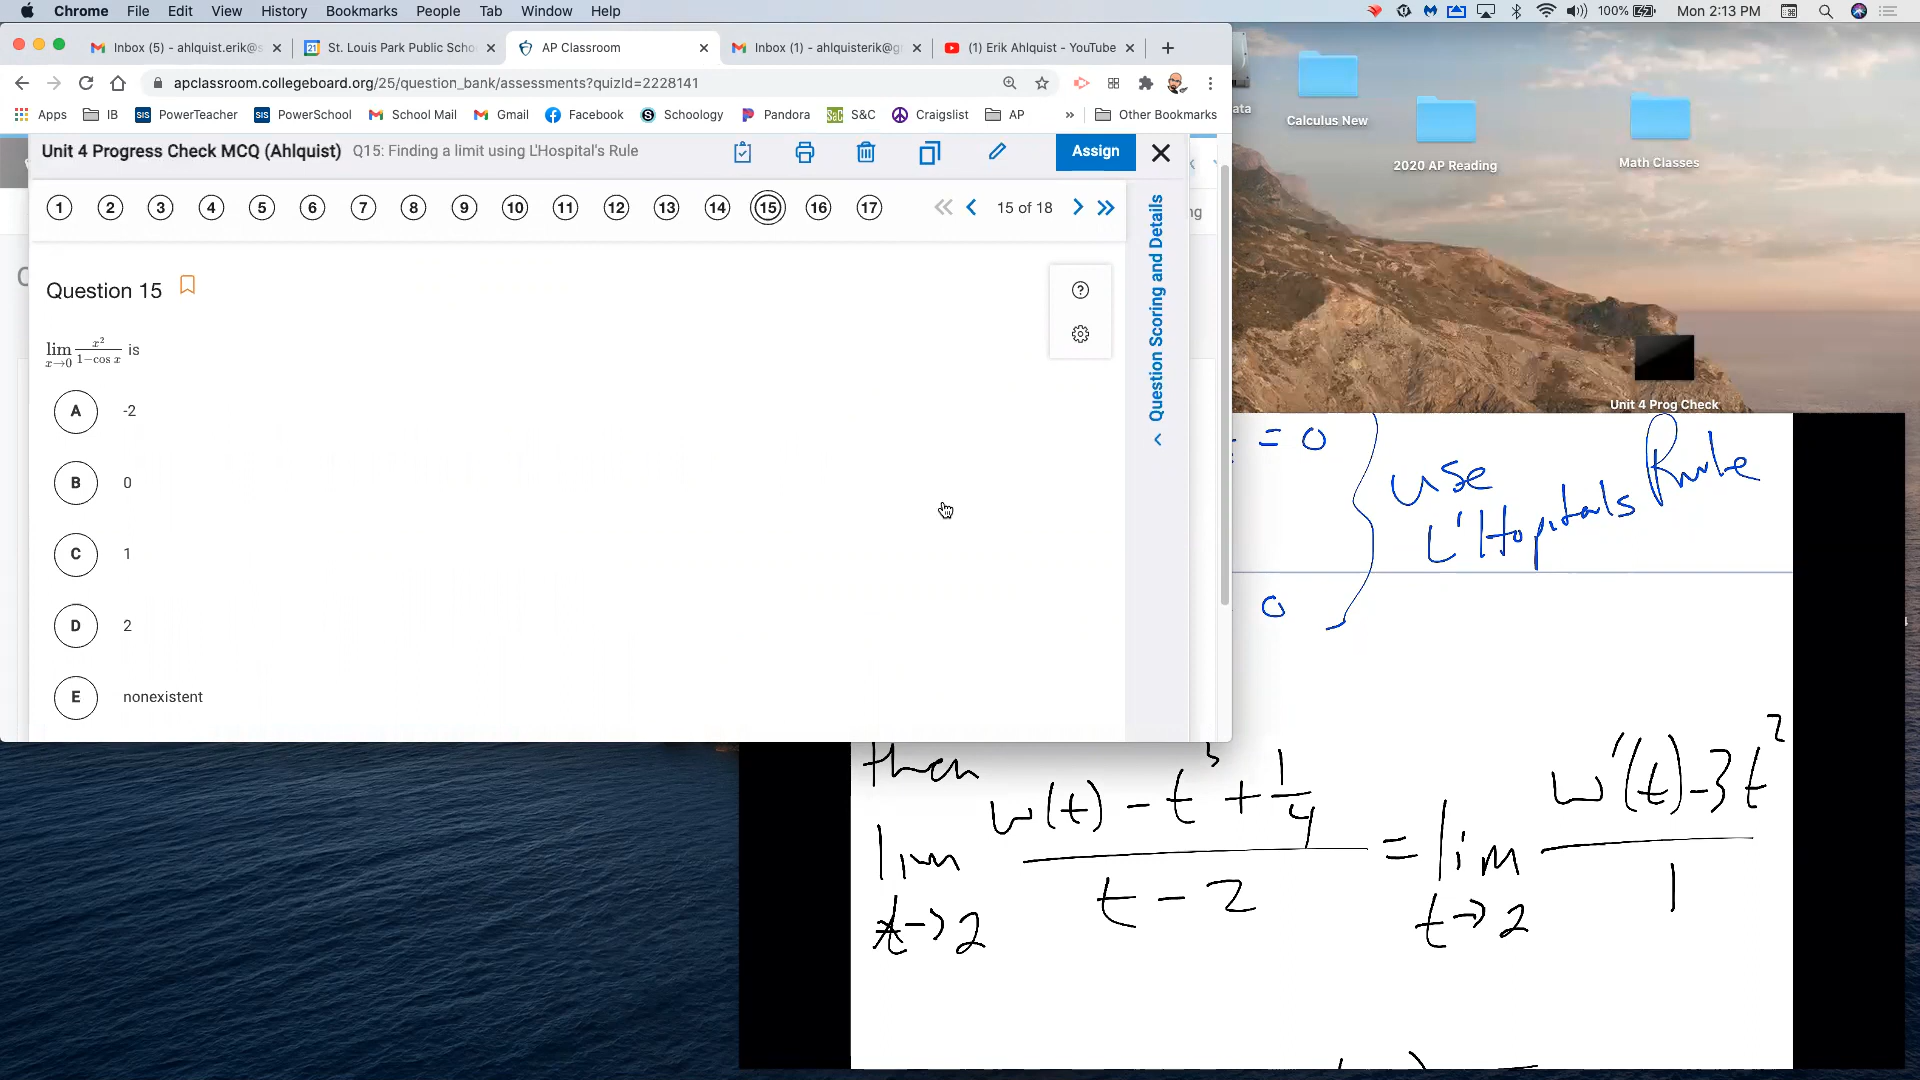 Chrome File Edit View History Bookmarks People Tab Window Help
100% Mon 2:13 PM
Inbox (5) - ahlquist.erik@s
21 St. Louis Park Public Scho
AP Classroom
Inbox (1) - ahlquisterik@g
(1) Erik Ahlquist - YouTube
apclassroom.collegeboard.org/25/question_bank/assessments?quizId=2228141
Apps IB SIS PowerTeacher SIS PowerSchool School Mail Gmail Facebook Schoology Pandora S&C Craigslist AP » Other Bookmarks
Unit 4 Progress Check MCQ (Ahlquist) Q15: Finding a limit using L'Hospital's Rule
Assign
1 2 3 4 5 6 7 8 9 10 11 12 13 14 15 16 17
15 of 18
Question Scoring and Details
Question 15
lim x→0 x² / 1−cos x is
A -2
B 0
C 1
D 2
E nonexistent
ata
Calculus New
2020 AP Reading
Math Classes
Unit 4 Prog Check
ng
= 0
use L'Hopitals Rule
0
then
lim t→2 w(t) - t³ + 1/4 / t - 2 = lim t→2 w'(t) - 3t² / 1